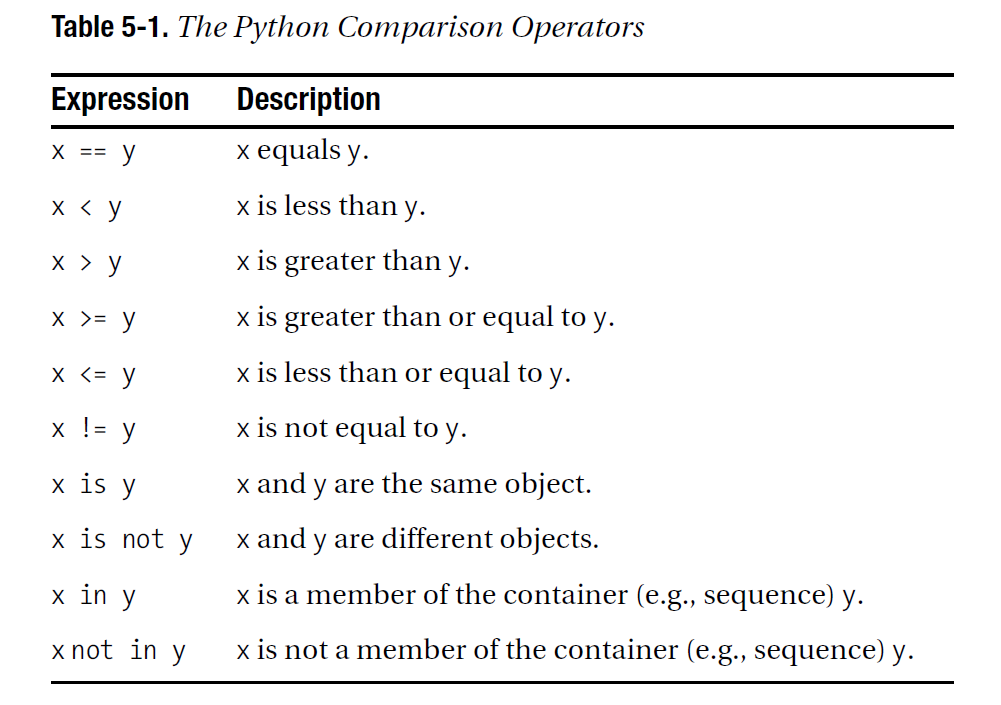 Table 5-1. The Python Comparison Operators
Expression Description
x == y x equals y.
x < y x is less than y.
x > y x is greater than y.
x >= y x is greater than or equal to y.
x <= y x is less than or equal to y.
x != y x is not equal to y.
x is y x and y are the same object.
x is not y x and y are different objects.
x in y x is a member of the container (e.g., sequence) y.
x not in y x is not a member of the container (e.g., sequence) y.